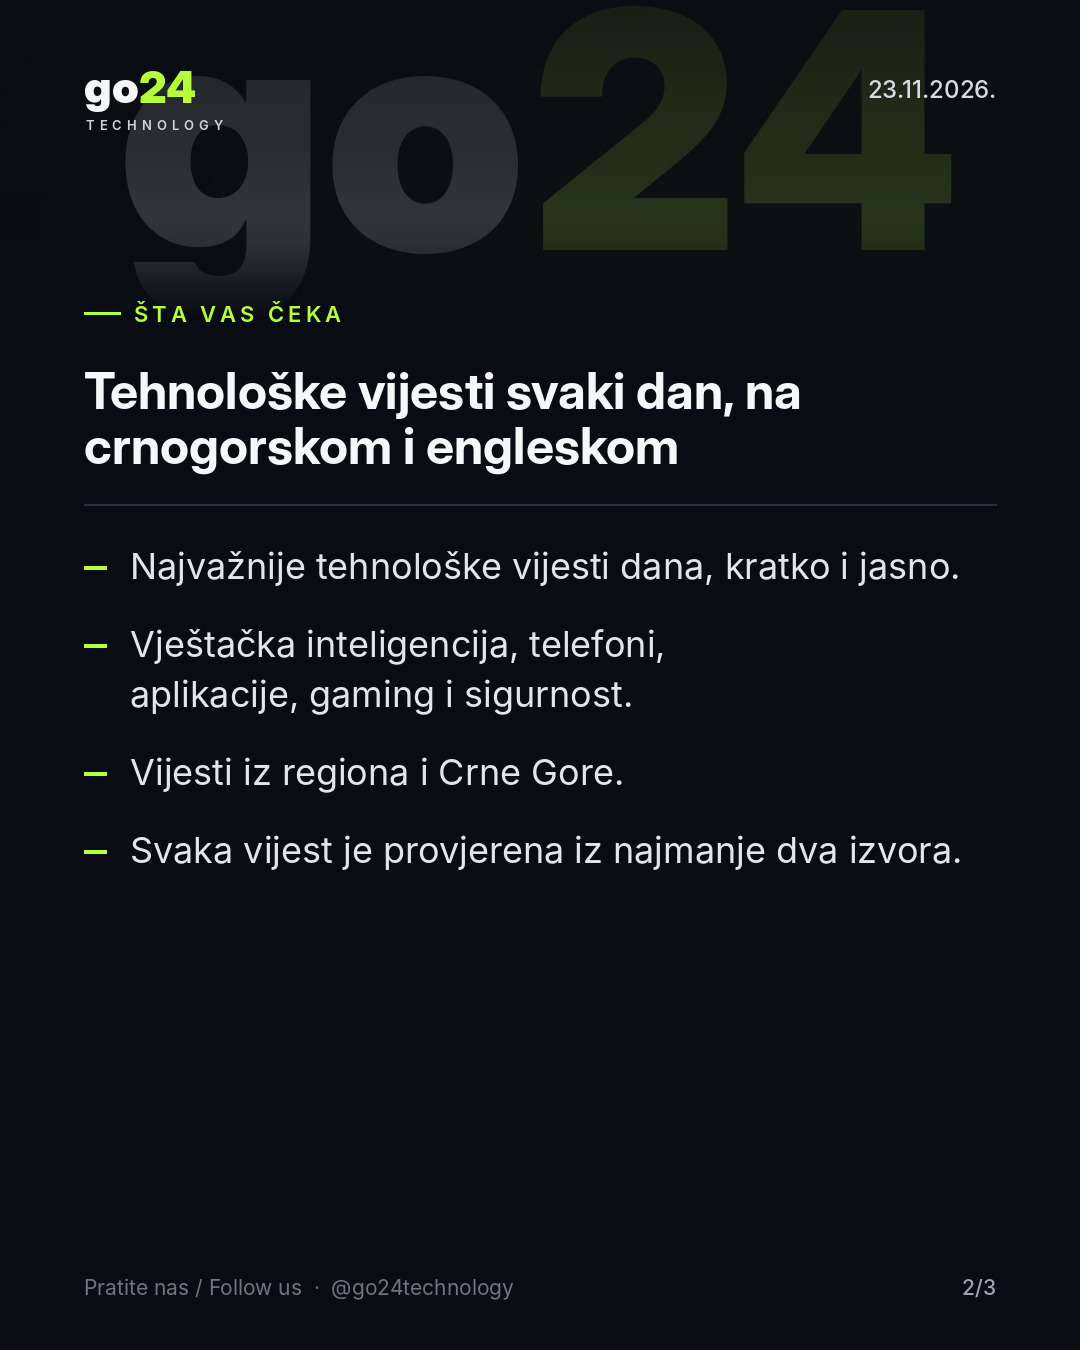 go24
TECHNOLOGY
23.11.2026.
go24
ŠTA VAS ČEKA
Tehnološke vijesti svaki dan, na
crnogorskom i engleskom
Najvažnije tehnološke vijesti dana, kratko i jasno.
Vještačka inteligencija, telefoni,
aplikacije, gaming i sigurnost.
Vijesti iz regiona i Crne Gore.
Svaka vijest je provjerena iz najmanje dva izvora.
Pratite nas / Follow us · @go24technology
2/3